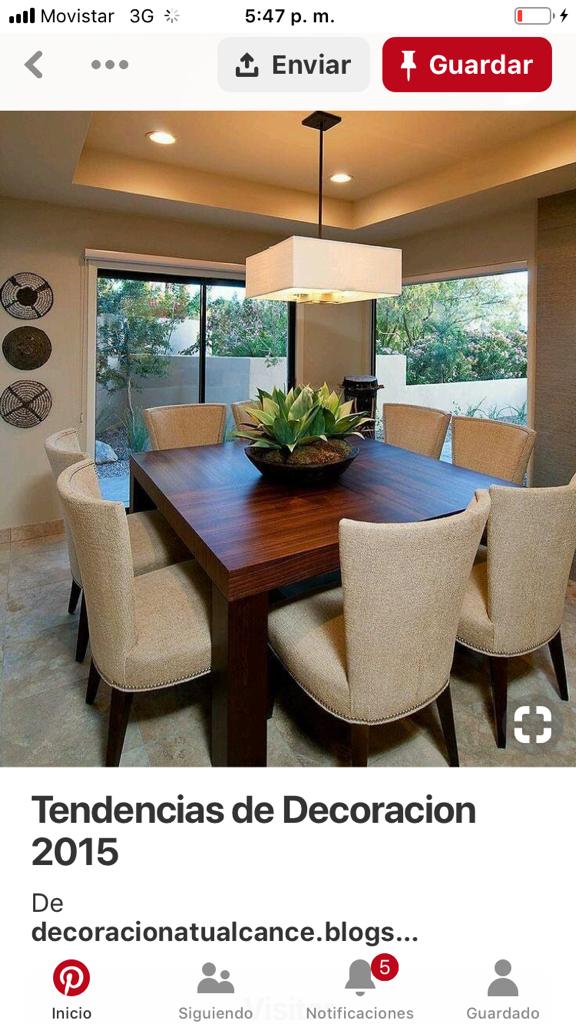 Movistar 3G 5:47 p. m.
Enviar Guardar
Tendencias de Decoracion
2015
De
decoracionatualcance.blogs...
5
Inicio Siguiendo Notificaciones Guardado